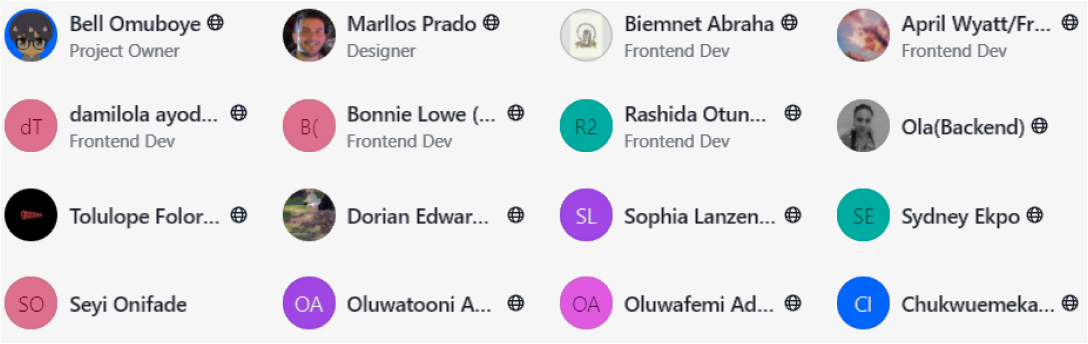 Bell Omuboye
Project Owner
Marllos Prado
Designer
Biemnet Abraha
Frontend Dev
April Wyatt/Fr...
Frontend Dev
dT
damilola ayod...
Frontend Dev
B(
Bonnie Lowe (...
Frontend Dev
R2
Rashida Otun...
Frontend Dev
Ola(Backend)
Tolulope Folor...
Dorian Edwar...
SL
Sophia Lanzen...
SE
Sydney Ekpo
SO
Seyi Onifade
OA
Oluwatooni A...
OA
Oluwafemi Ad...
CI
Chukwuemeka...